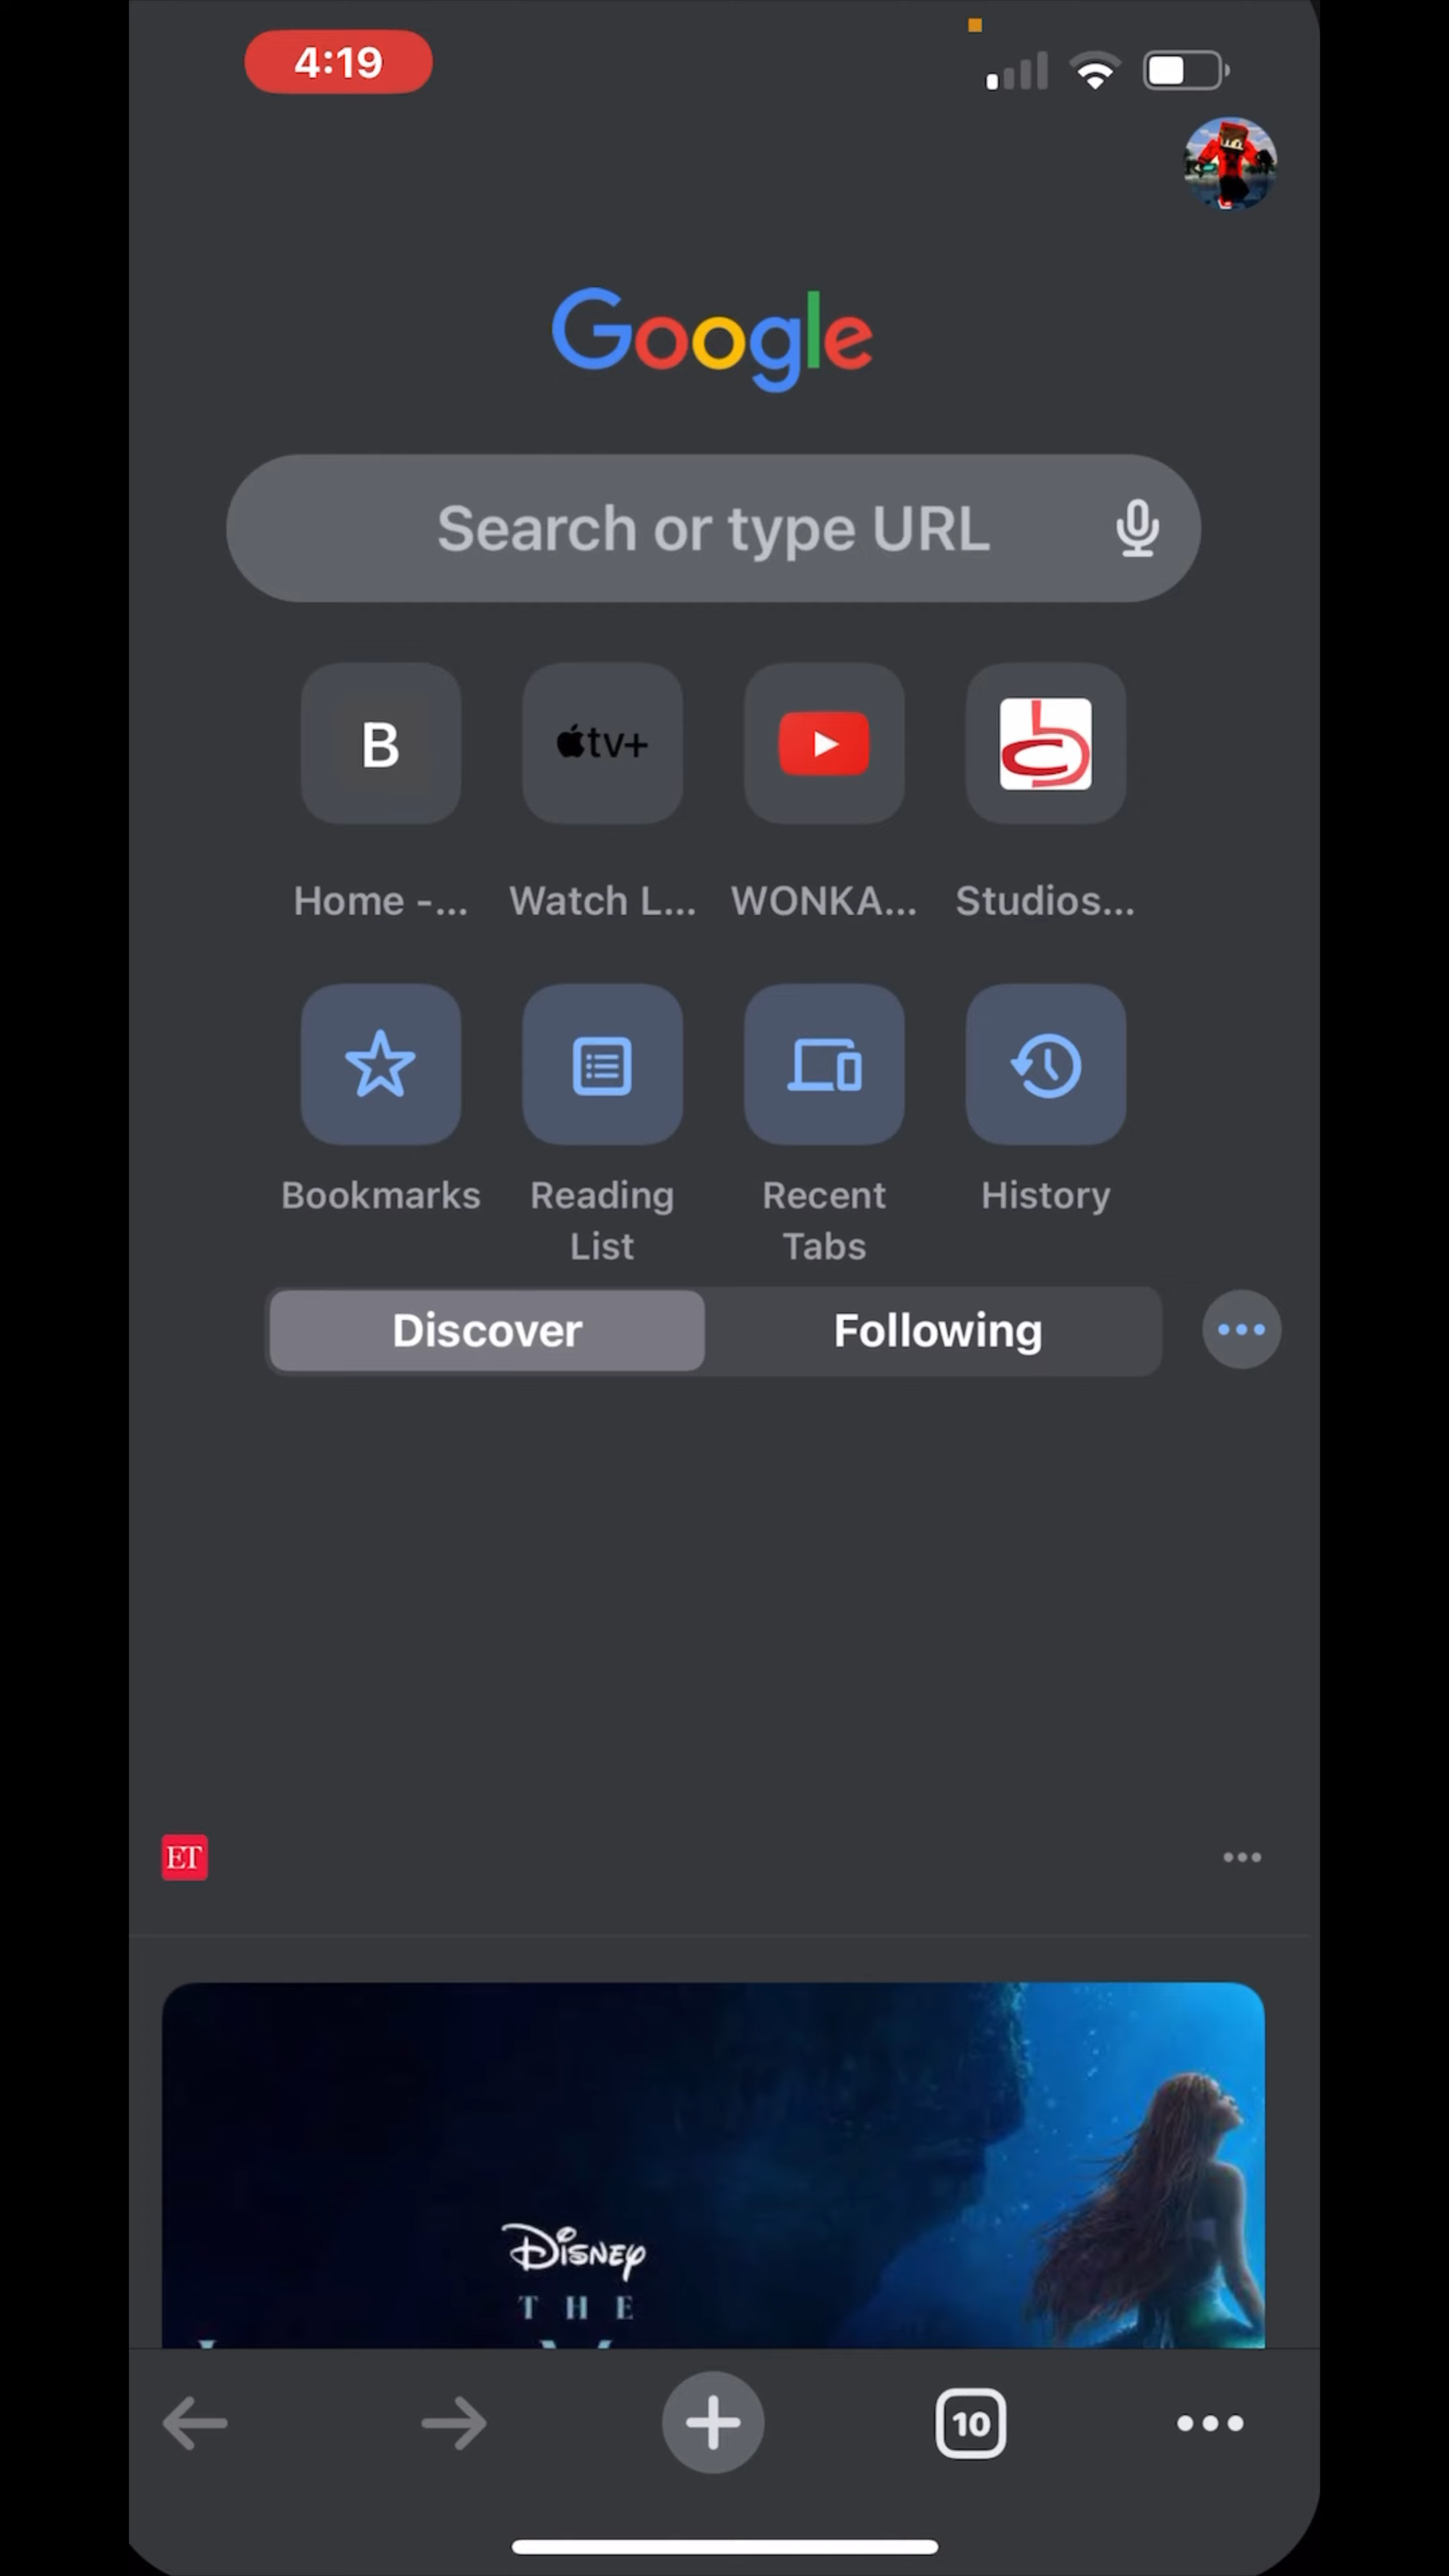 4:19
Google
Search or type URL
B
tv+
Home -...
Watch L...
WONKA...
Studios...
Bookmarks
Reading
List
Recent
Tabs
History
Discover
Following
ET
Disney
THE
10